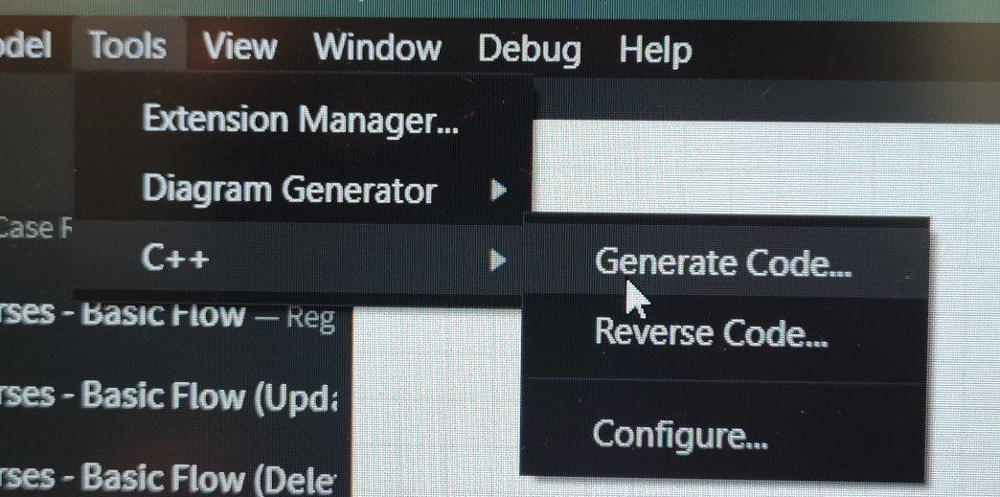 odel Tools View Window Debug Help
Extension Manager...
Diagram Generator
Case
C++
Generate Code...
rses - Basic Flow — Reg
Reverse Code...
rses - Basic Flow (Upda
Configure...
rses - Basic Flow (Dele